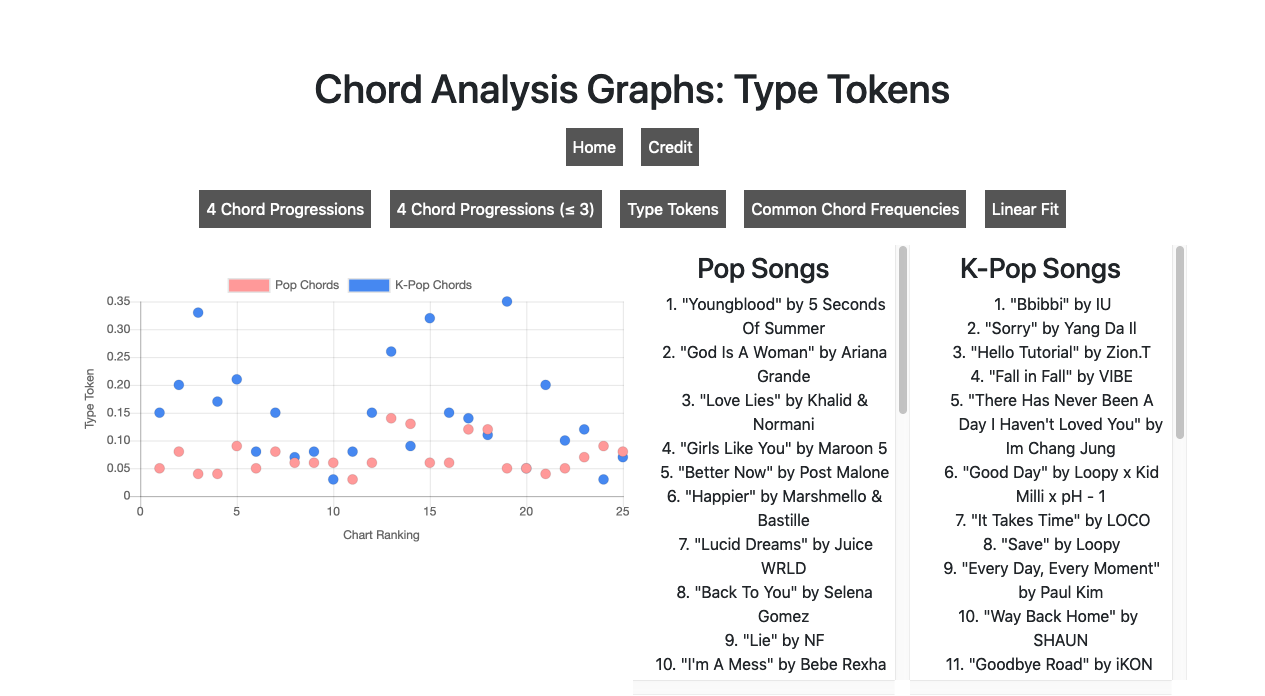 Chord Analysis Graphs: Type Tokens
Home Credit
4 Chord Progressions 4 Chord Progressions (≤ 3) Type Tokens Common Chord Frequencies Linear Fit
Pop Chords K-Pop Chords
0.35
0.30
0.25
0.20
0.15
0.10
0.05
0
Type Token
0 5 10 15 20 25
Chart Ranking
Pop Songs
1. "Youngblood" by 5 Seconds
Of Summer
2. "God Is A Woman" by Ariana
Grande
3. "Love Lies" by Khalid &
Normani
4. "Girls Like You" by Maroon 5
5. "Better Now" by Post Malone
6. "Happier" by Marshmello &
Bastille
7. "Lucid Dreams" by Juice
WRLD
8. "Back To You" by Selena
Gomez
9. "Lie" by NF
10. "I'm A Mess" by Bebe Rexha
K-Pop Songs
1. "Bbibbi" by IU
2. "Sorry" by Yang Da Il
3. "Hello Tutorial" by Zion.T
4. "Fall in Fall" by VIBE
5. "There Has Never Been A
Day I Haven't Loved You" by
Im Chang Jung
6. "Good Day" by Loopy x Kid
Milli x pH - 1
7. "It Takes Time" by LOCO
8. "Save" by Loopy
9. "Every Day, Every Moment"
by Paul Kim
10. "Way Back Home" by
SHAUN
11. "Goodbye Road" by iKON